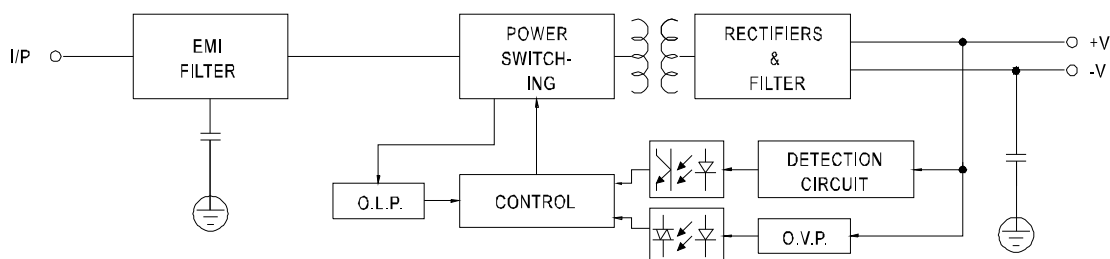 I/P
EMI
FILTER
POWER
SWITCH-
ING
RECTIFIERS
&
FILTER
+V
-V
O.L.P.
CONTROL
DETECTION
CIRCUIT
O.V.P.